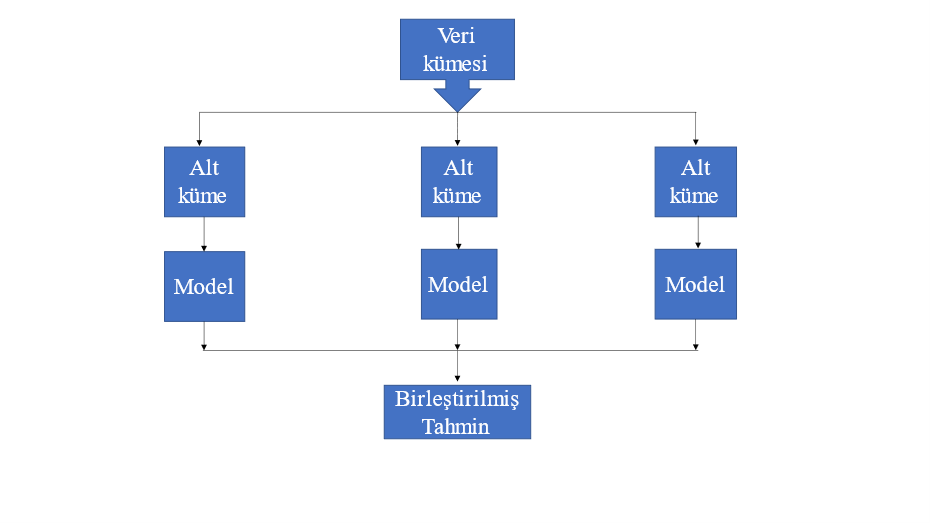 Veri
kümesi
Alt
küme
Alt
küme
Alt
küme
Model
Model
Model
Birleştirilmiş
Tahmin